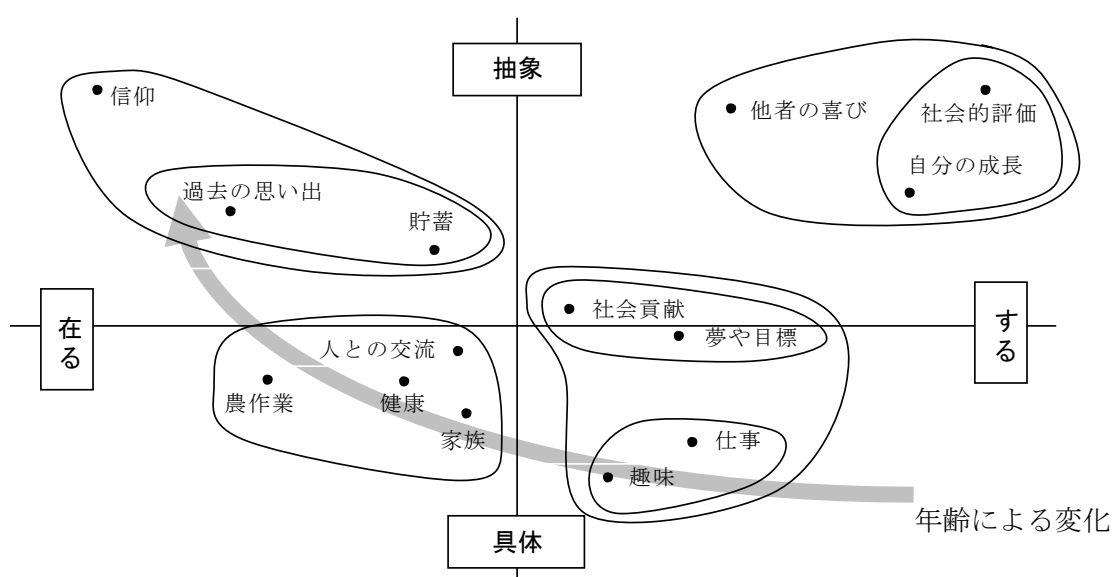 抽象
信仰
他者の喜び
社会的評価
自分の成長
過去の思い出
貯蓄
在る
する
社会貢献
夢や目標
人との交流
農作業
健康
家族
仕事
趣味
年齢による変化
具体